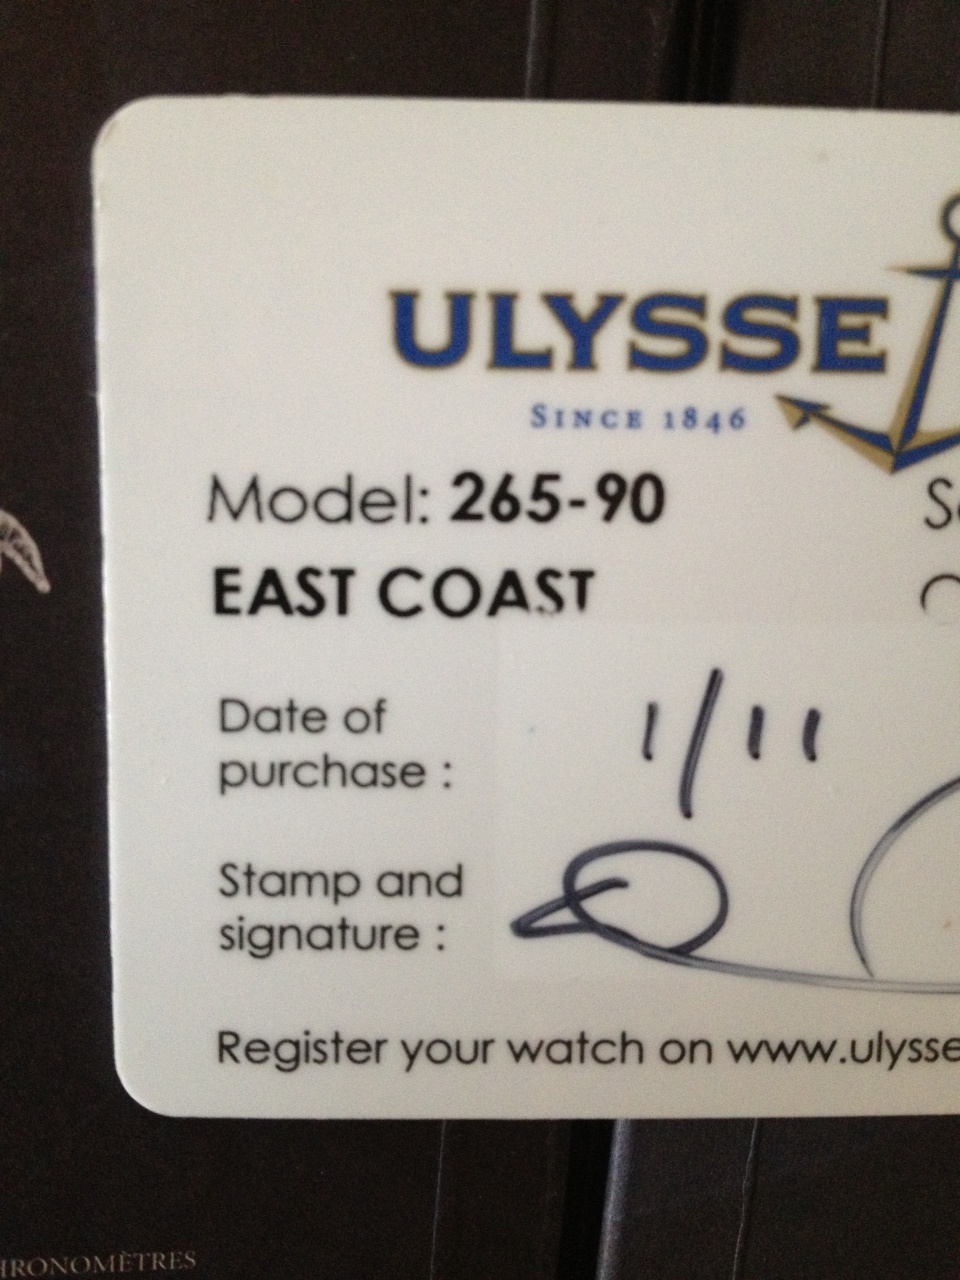 ULYSSE
SINCE 1846
Model: 265-90
EAST COAST
Date of
purchase :
1/11
Stamp and
signature :
Register your watch on www.ulysse
HRONOMÈTRES